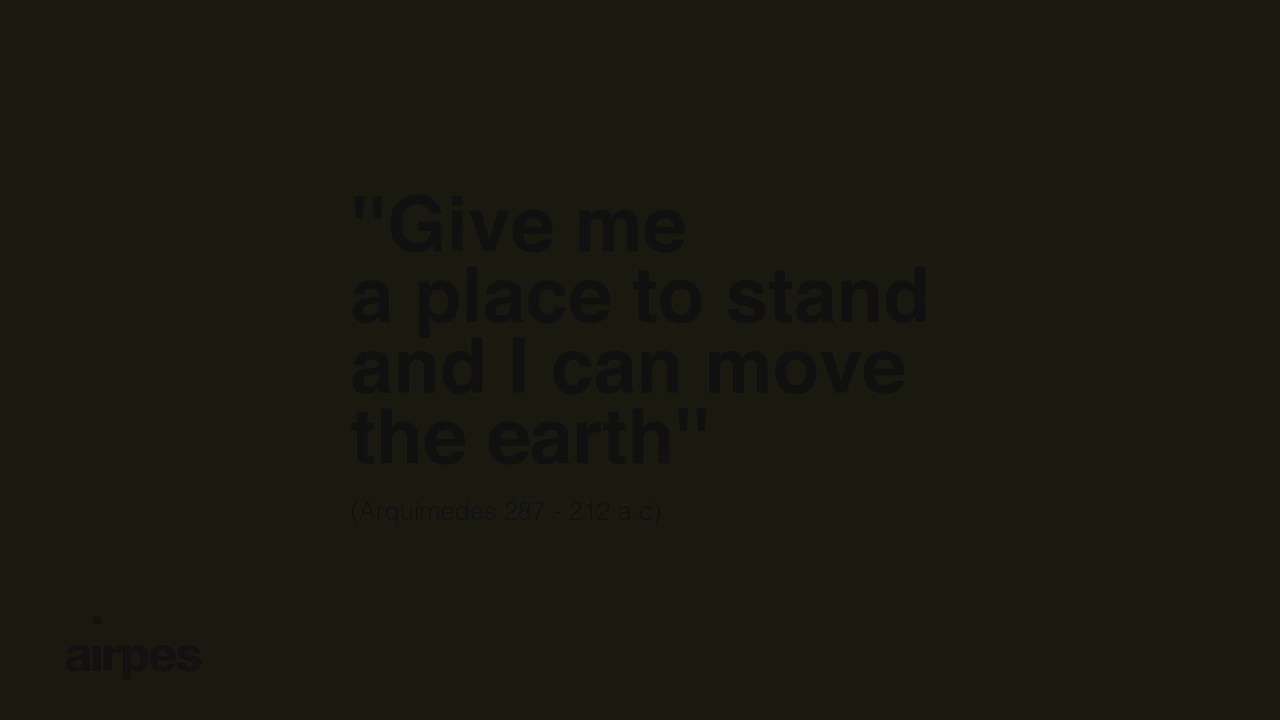 "Give me
a place to stand
and I can move
the earth"
(Arquimedes 287 - 212 a.c)
airpes